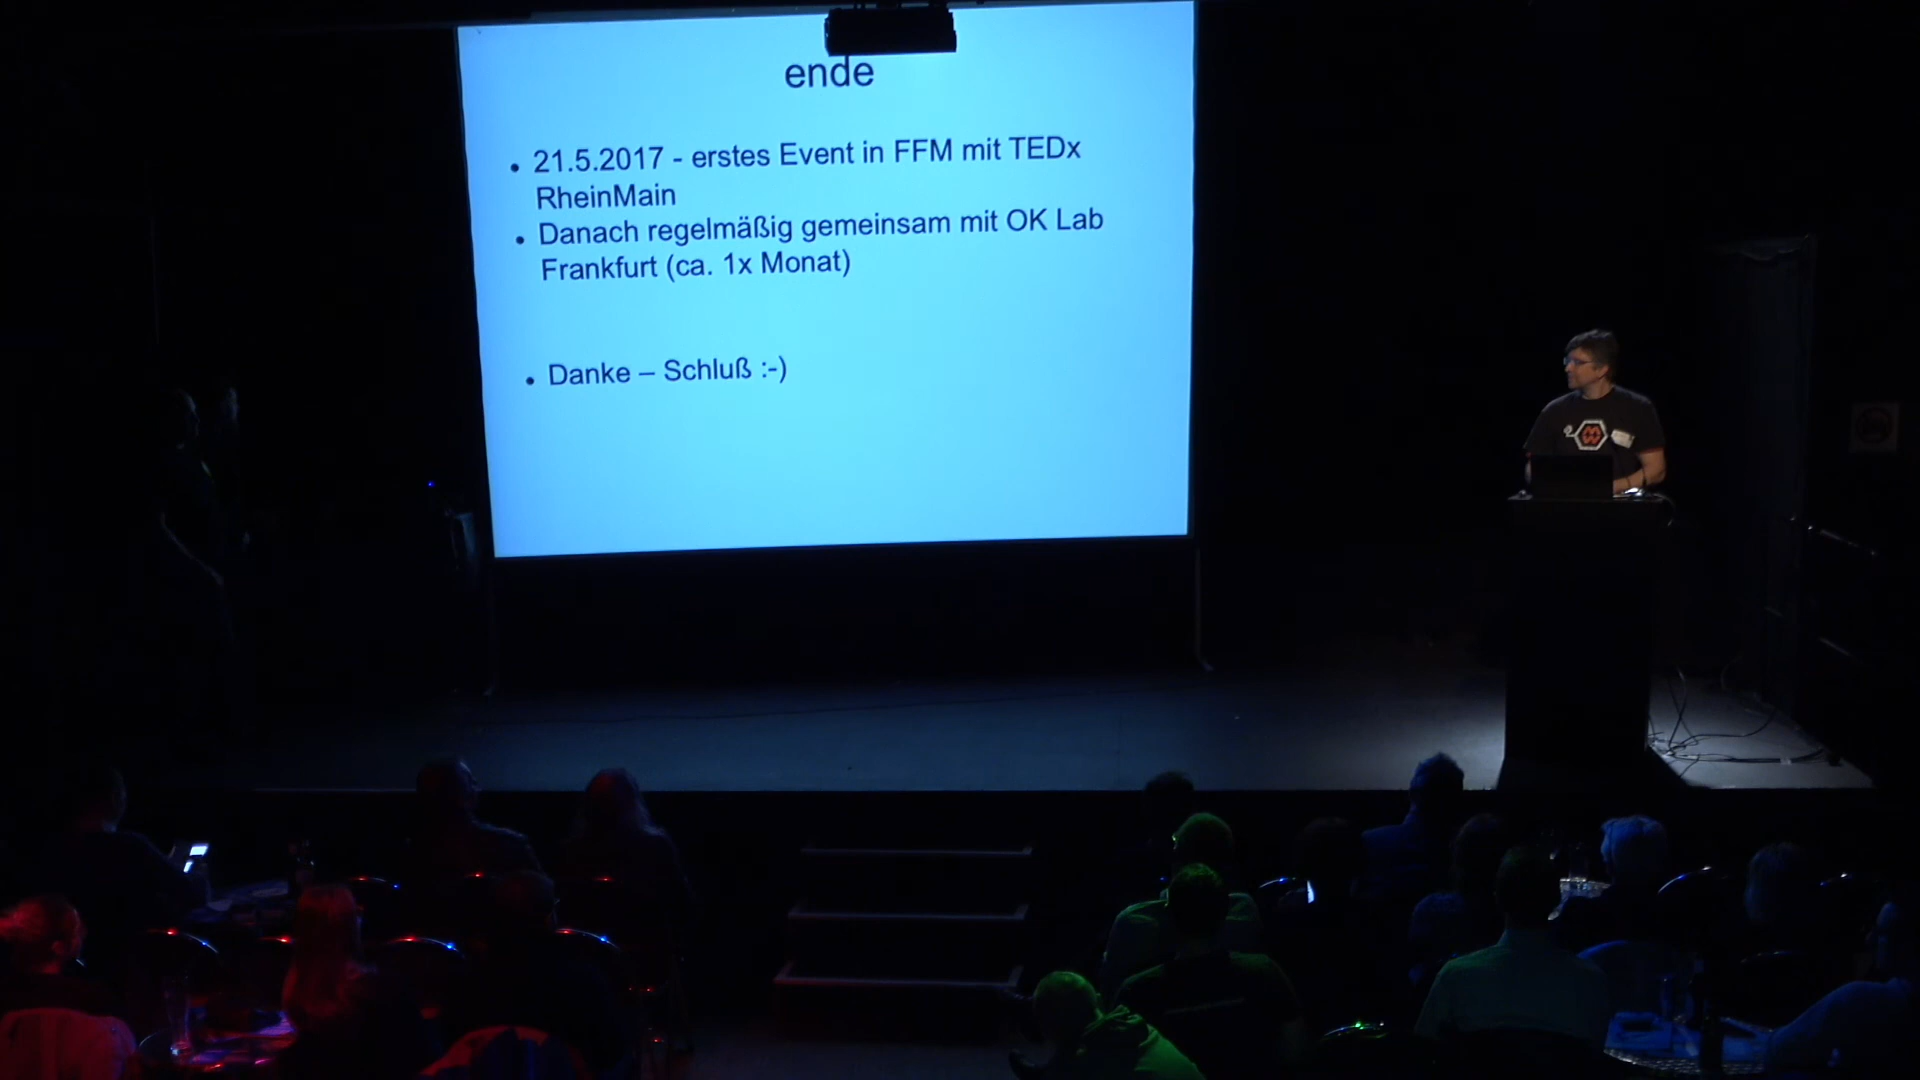 ende
• 21.5.2017 - erstes Event in FFM mit TEDx
RheinMain
• Danach regelmäßig gemeinsam mit OK Lab
Frankfurt (ca. 1x Monat)
• Danke – Schluß :-)